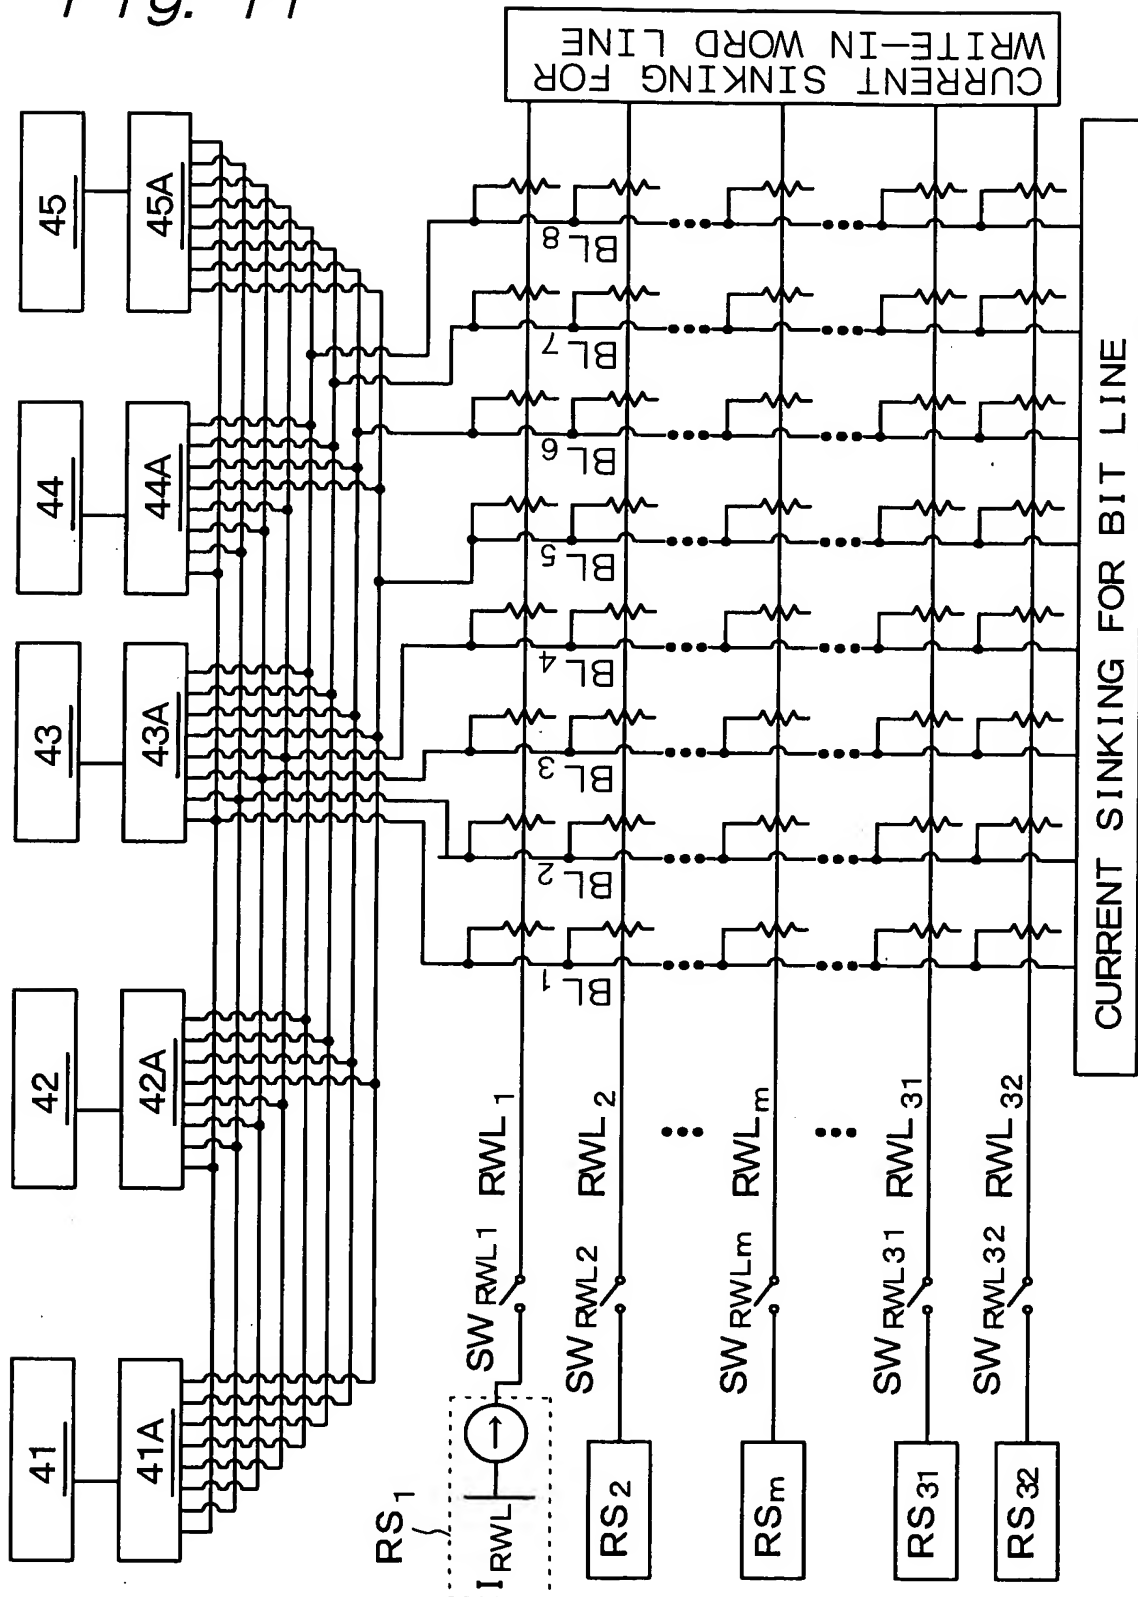 Fig. 11
45
45A
44
44A
43
43A
42
42A
41
41A
CURRENT SINKING FOR
WRITE-IN WORD LINE
BL1
BL2
BL3
BL4
BL5
BL6
BL7
BL8
CURRENT SINKING FOR BIT LINE
RS1
IRWL
SWRWL1
RWL1
RS2
SWRWL2
RWL2
RSm
SWRWLm
RWLm
RS31
SWRWL31
RWL31
RS32
SWRWL32
RWL32